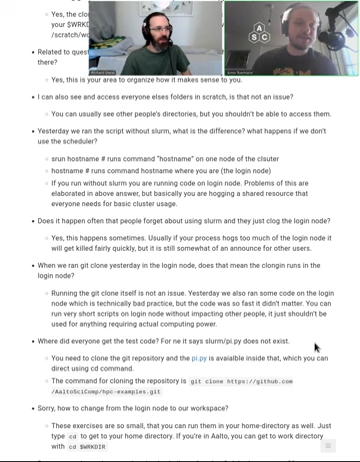 Yes, the clo
your $WRKD
/scratch/wo
Related to quest
there?
Yes, this is your area to organize how it makes sense to you.
I can also see and access everyone elses folders in scratch, is that not an issue?
You can usually see other people's directories, but you shouldn't be able to access them.
Yesterday we ran the script without slurm, what is the difference? what happens if we don't
use the scheduler?
srun hostname # runs command "hostname" on one node of the clsuter
hostname # runs command hostname where you are (the login node)
If you run without slurm you are running code on login node. Problems of this are
elaborated in above answer, but basically you are hogging a shared resource that
everyone needs for basic cluster usage.
Does it happen often that people forget about using slurm and they just clog the login node?
Yes, this happens sometimes. Usually if your process hogs too much of the login node it
will get killed fairly quickly, but it is still somewhat of an announce for other users.
When we ran git clone yesterday in the login node, does that mean the clongin runs in the
login node?
Running the git clone itself is not an issue. Yesterday we also ran some code on the login
node which is technically bad practice, but the code was so fast it didn't matter. You can
run very short scripts on login node without impacting other people, it just shouldn't be
used for anything requiring actual computing power.
Where did everyone get the test code? For ne it says slurm/pi.py does not exist.
You need to clone the git repository and the pi.py is avaialble inside that, which you can
direct using cd command.
The command for cloning the repository is git clone https://github.com
/AaltoSciComp/hpc-examples.git
Sorry, how to change from the login node to our workspace?
These exercises are so small, that you can run them in your home-directory as well. Just
type cd to get to your home directory. If you're in Aalto, you can get to work directory
with cd $WRKDIR
A
S C